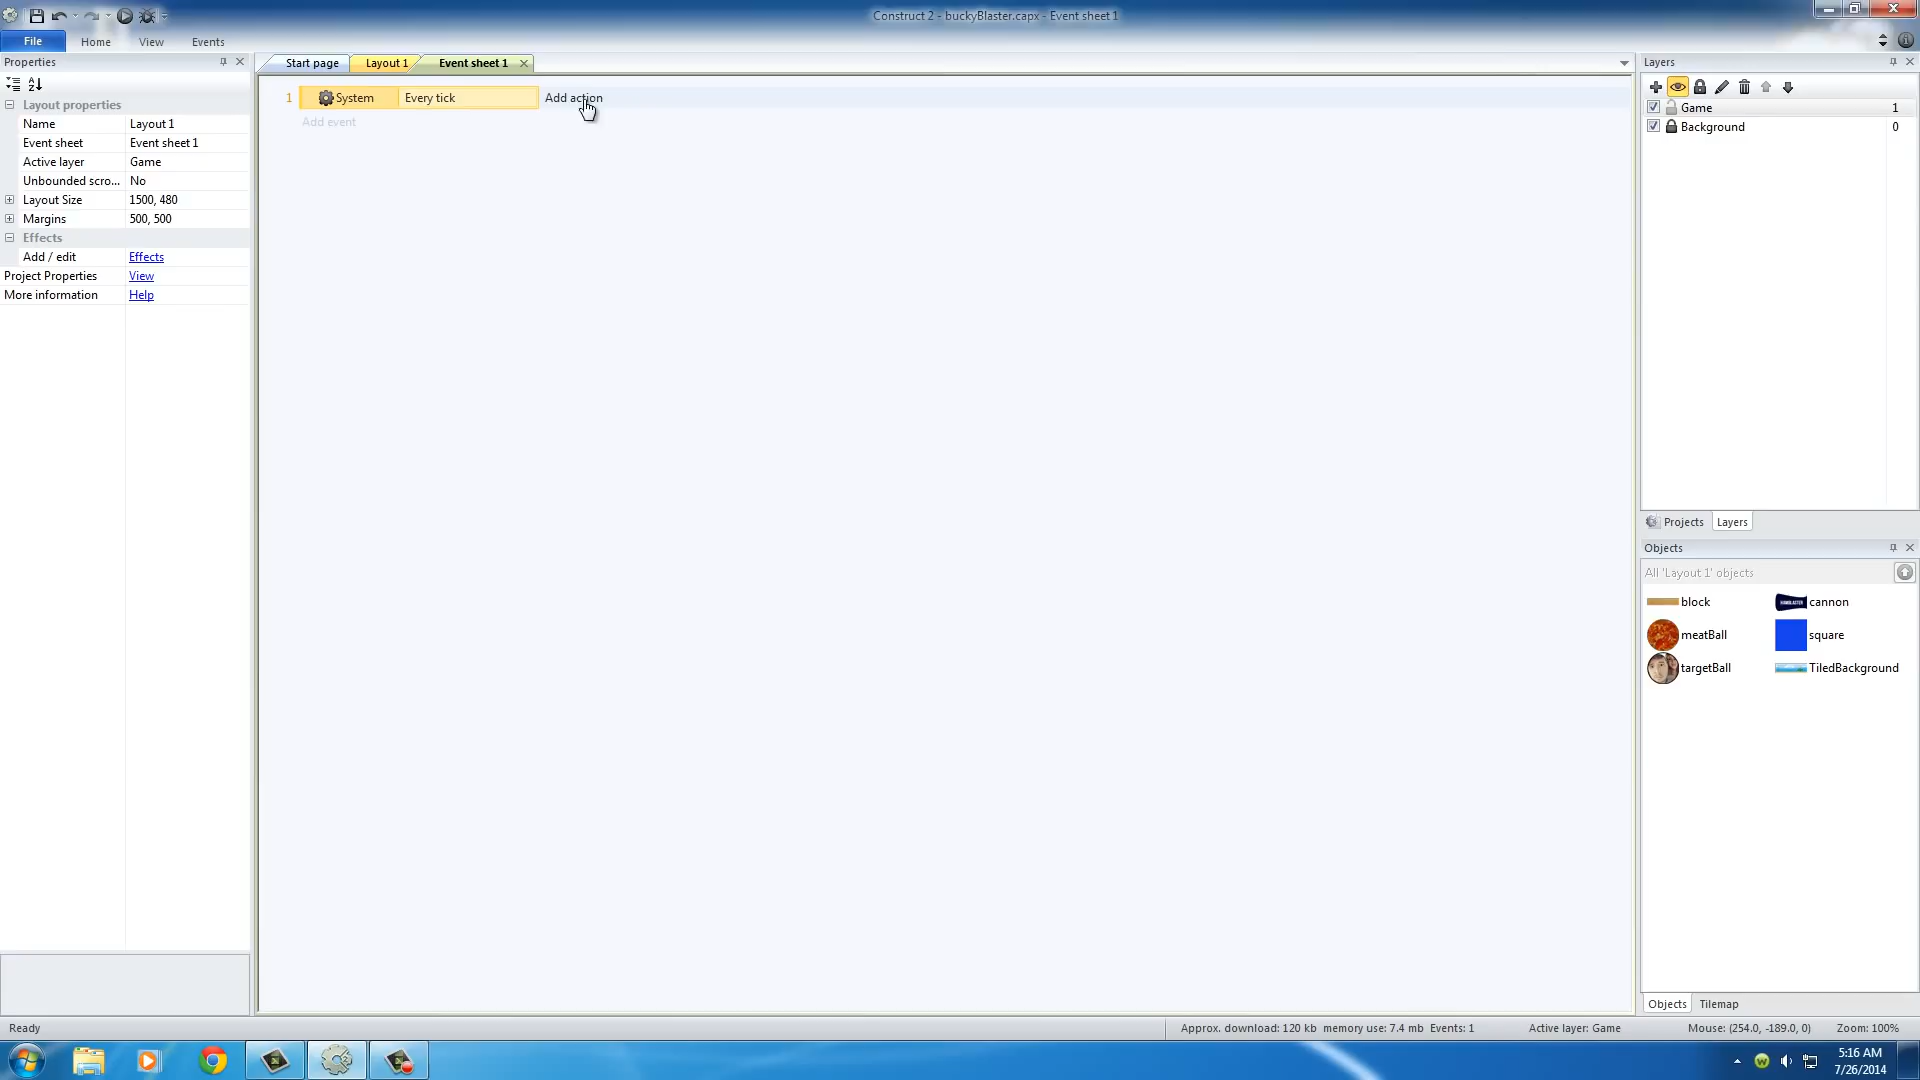 Construct 2 - buckyBlaster.capx - Event sheet 1
File Home View Events
Properties
Layout properties
Name Layout 1
Event sheet Event sheet 1
Active layer Game
Unbounded scro... No
Layout Size 1500, 480
Margins 500, 500
Effects
Add / edit Effects
Project Properties View
More information Help
Start page Layout 1 Event sheet 1
1 System Every tick Add action
Add event
Layers
Game 1
Background 0
Projects Layers
Objects
All 'Layout 1' objects
block cannon
meatBall square
targetBall TiledBackground
Objects Tilemap
Ready Approx. download: 120 kb memory use: 7.4 mb Events: 1 Active layer: Game Mouse: (254.0, -189.0, 0) Zoom: 100%
5:16 AM
7/26/2014